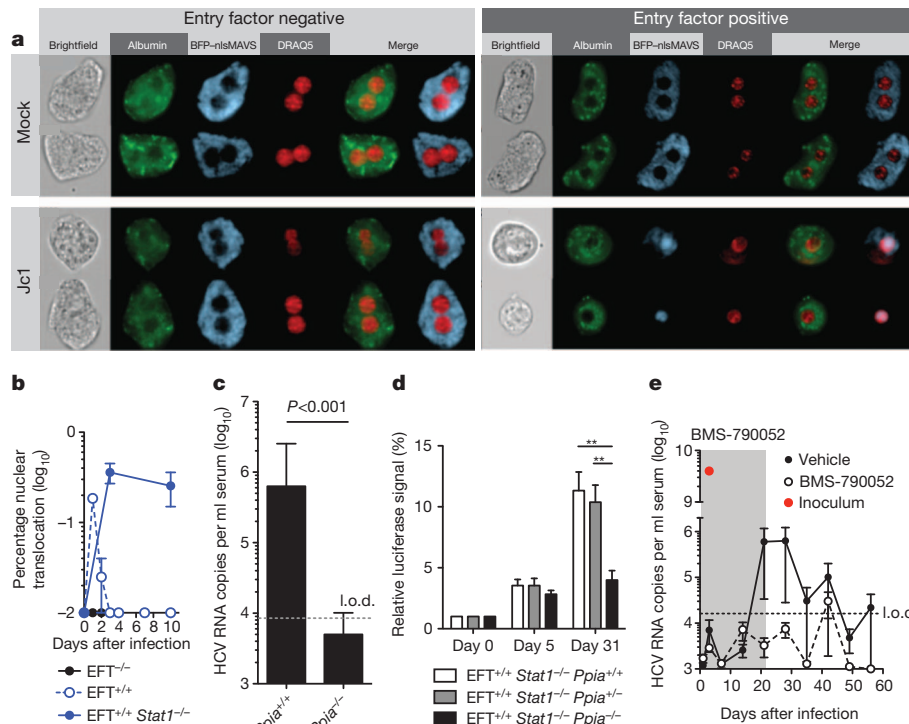 Entry factor negative
Entry factor positive
a
Brightfield Albumin BFP–nlsMAVS DRAQ5 Merge
Brightfield Albumin BFP–nlsMAVS DRAQ5 Merge
Mock
Jc1
b
Percentage nuclear translocation (log10)
0
–1
–2
0 2 4 6 8 10
Days after infection
EFT–/–
EFT+/+
EFT+/+ Stat1–/–
c
HCV RNA copies per ml serum (log10)
P<0.001
l.o.d.
7
6
5
4
3
d
Relative luciferase signal (%)
15
10
5
0
**
**
Day 0 Day 5 Day 31
EFT+/+ Stat1–/– Ppia+/+
EFT+/+ Stat1–/– Ppia+/–
EFT+/+ Stat1–/– Ppia–/–
e
HCV RNA copies per ml serum (log10)
BMS-790052
Vehicle
BMS-790052
Inoculum
10
9
6
5
4
3
l.o.d.
0 10 20 30 40 50 60
Days after infection